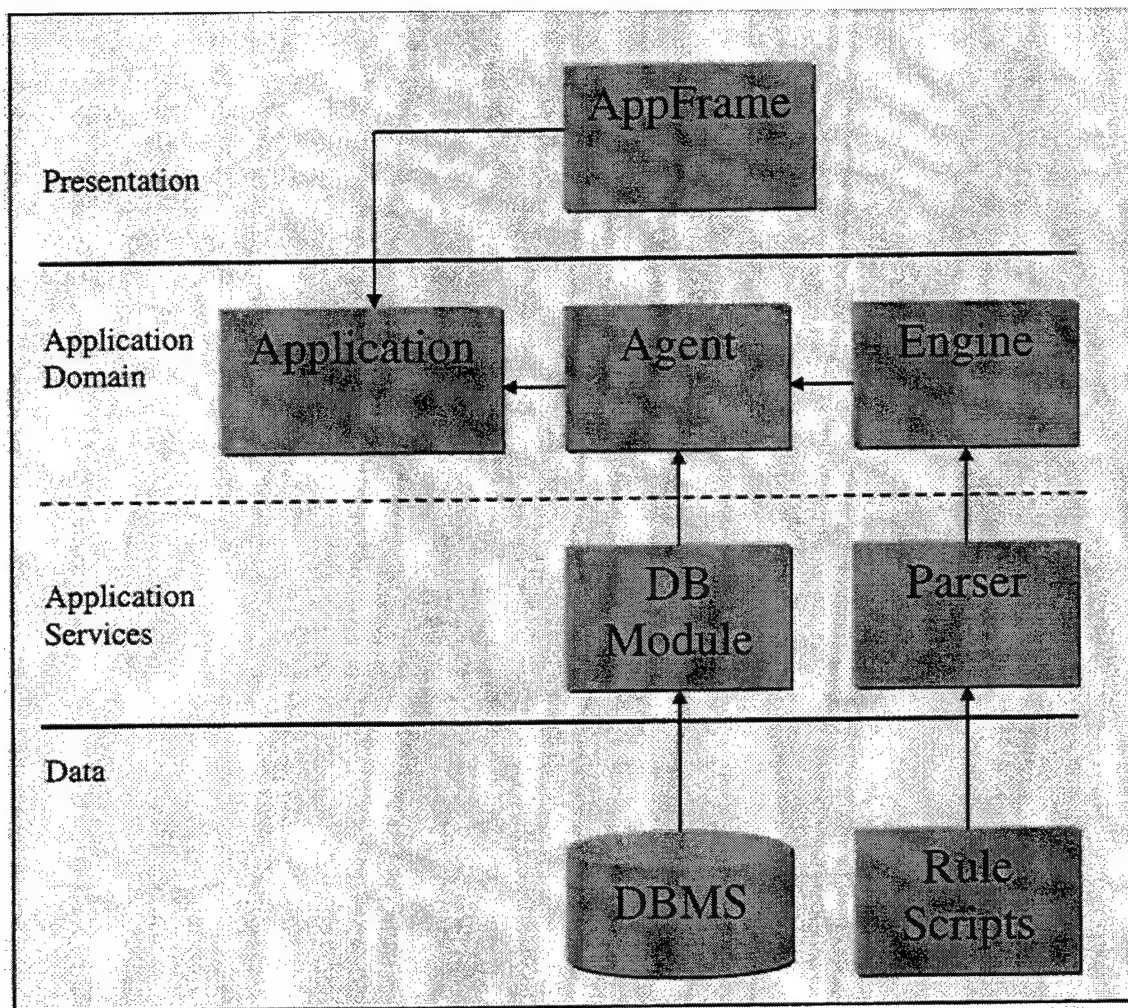 AppFrame
Presentation
Application
Domain
Application
Agent
Engine
Application
Services
DB
Module
Parser
Data
DBMS
Rule
Scripts